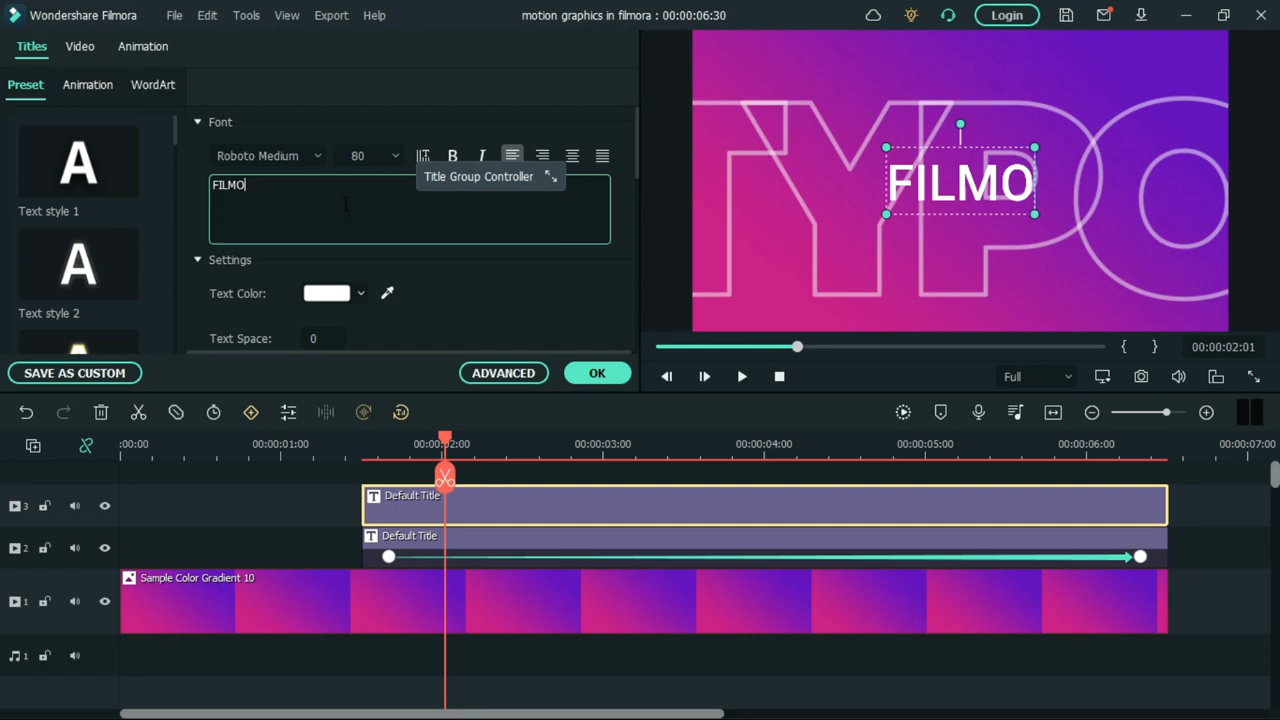 Wondershare Filmora File Edit Tools View Export Help motion graphics in filmora : 00:00:06:30 Login
Titles Video Animation
Preset Animation WordArt
Font
Roboto Medium 80 B I
Title Group Controller
FILMO
A
Text style 1
A
Text style 2
Settings
Text Color:
Text Space: 0
SAVE AS CUSTOM ADVANCED OK
TYPO
FILMO
{ } 00:00:02:01
Full
:00:00 00:00:01:00 00:00:02:00 00:00:03:00 00:00:04:00 00:00:05:00 00:00:06:00 00:00:07:00
3 T Default Title
2 T Default Title
1 Sample Color Gradient 10
1